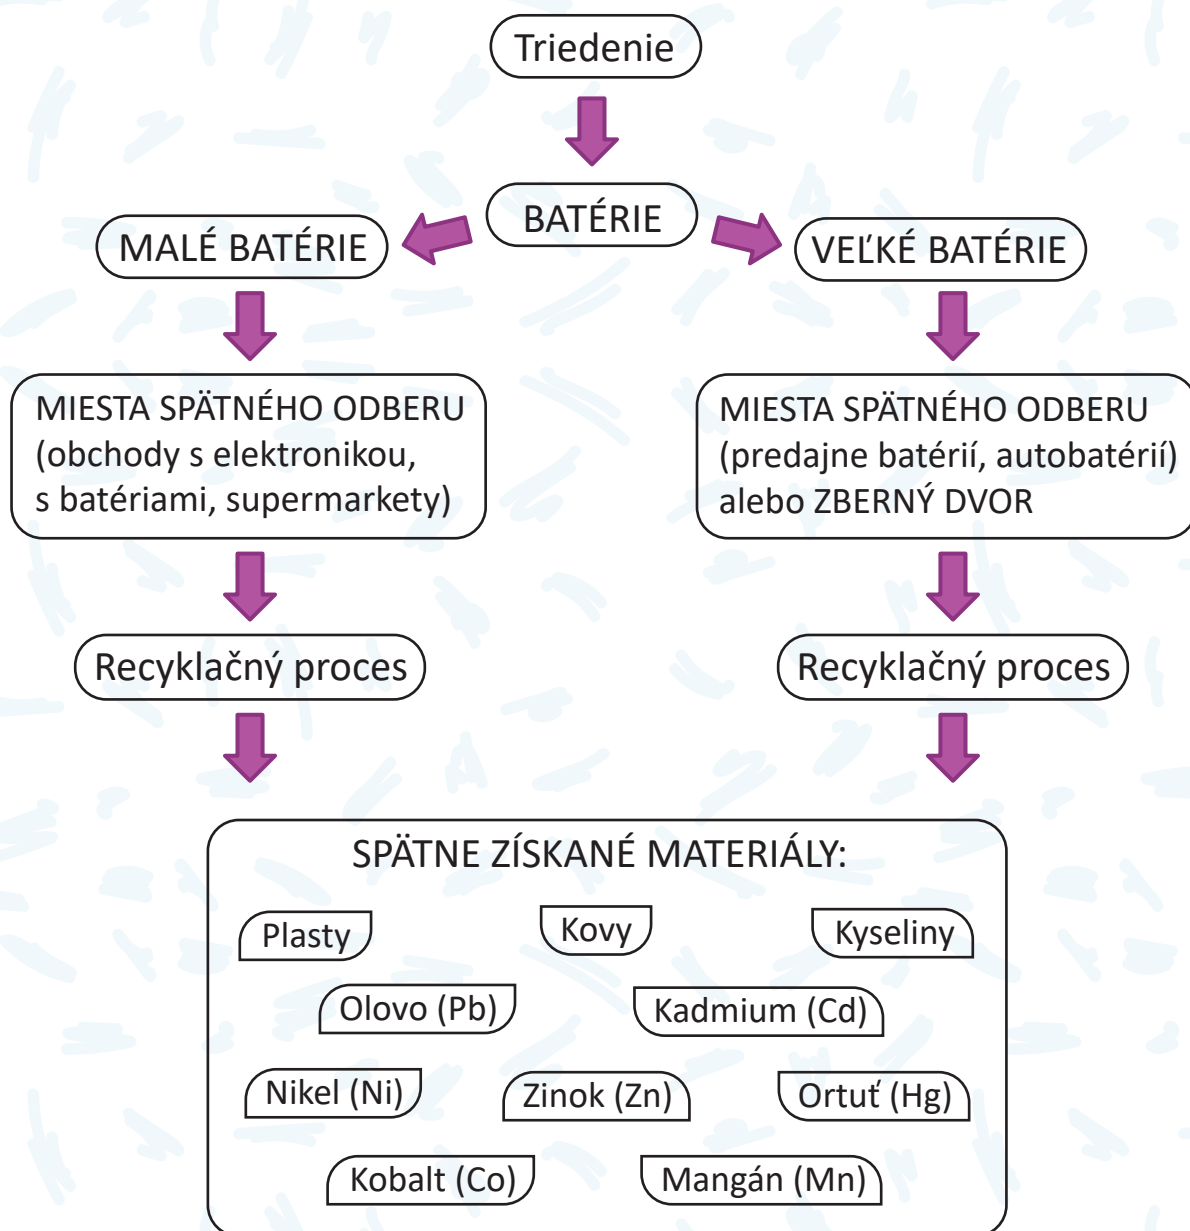 Triedenie
BATÉRIE
MALÉ BATÉRIE
VEĽKÉ BATÉRIE
MIESTA SPÄTNÉHO ODBERU
(obchody s elektronikou,
s batériami, supermarkety)
MIESTA SPÄTNÉHO ODBERU
(predajne batérií, autobatérií)
alebo ZBERNÝ DVOR
Recyklačný proces
Recyklačný proces
SPÄTNE ZÍSKANÉ MATERIÁLY:
Plasty
Kovy
Kyseliny
Olovo (Pb)
Kadmium (Cd)
Nikel (Ni)
Zinok (Zn)
Ortuť (Hg)
Kobalt (Co)
Mangán (Mn)